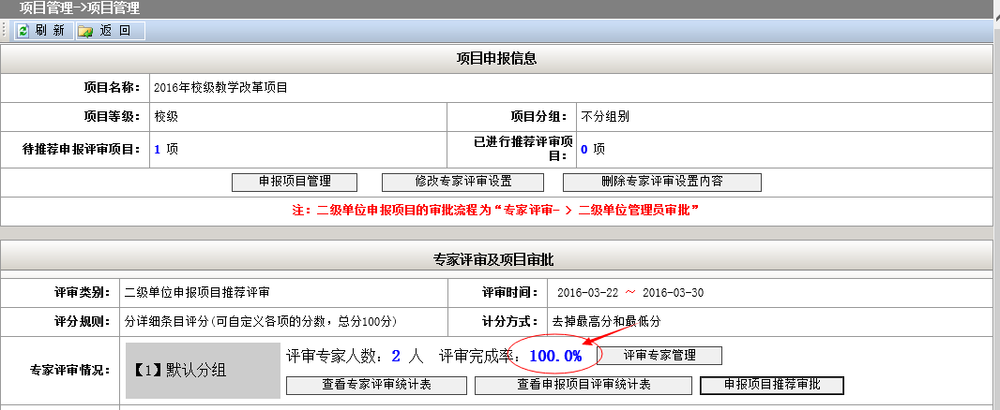 项目管理->项目管理
刷 新 返 回
项目申报信息
项目名称： 2016年校级教学改革项目
项目等级： 校级 项目分组： 不分组别
待推荐申报评审项目： 1 项 已进行推荐评审项
目： 0 项
申报项目管理 修改专家评审设置 删除专家评审设置内容
注：二级单位申报项目的审批流程为“专家评审- > 二级单位管理员审批”
专家评审及项目审批
评审类别： 二级单位申报项目推荐评审 评审时间： 2016-03-22 ～ 2016-03-30
评分规则： 分详细条目评分(可自定义各项的分数，总分100分) 计分方式： 去掉最高分和最低分
专家评审情况： 【1】默认分组 评审专家人数：2 人 评审完成率：100.0% 评审专家管理
查看专家评审统计表 查看申报项目评审统计表 申报项目推荐审批